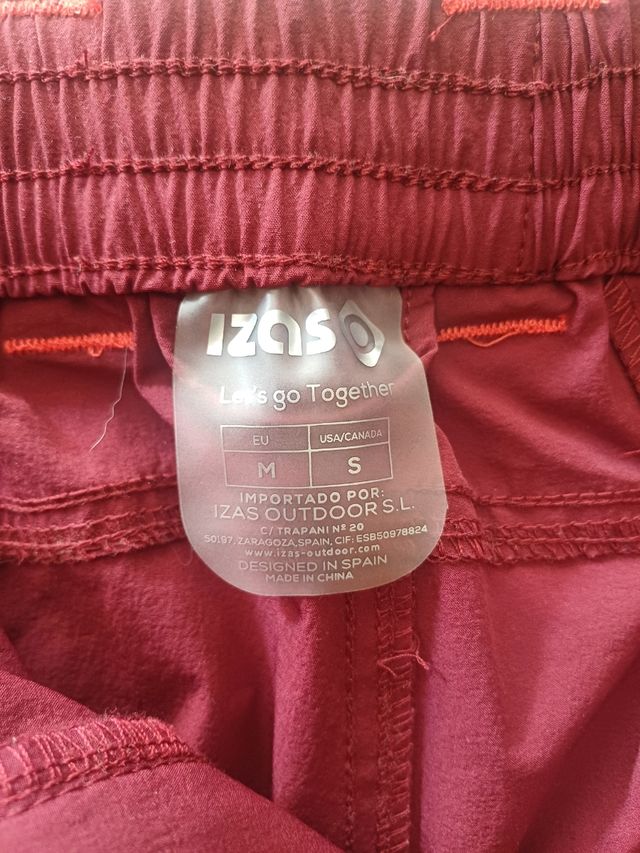 IZAS
Let's go Together
EU USA/CANADA
M S
IMPORTADO POR:
IZAS OUTDOOR S.L.
C/ TRAPANI Nº 20
50197, ZARAGOZA, SPAIN, CIF: ESB50978824
www.izas-outdoor.com
DESIGNED IN SPAIN
MADE IN CHINA